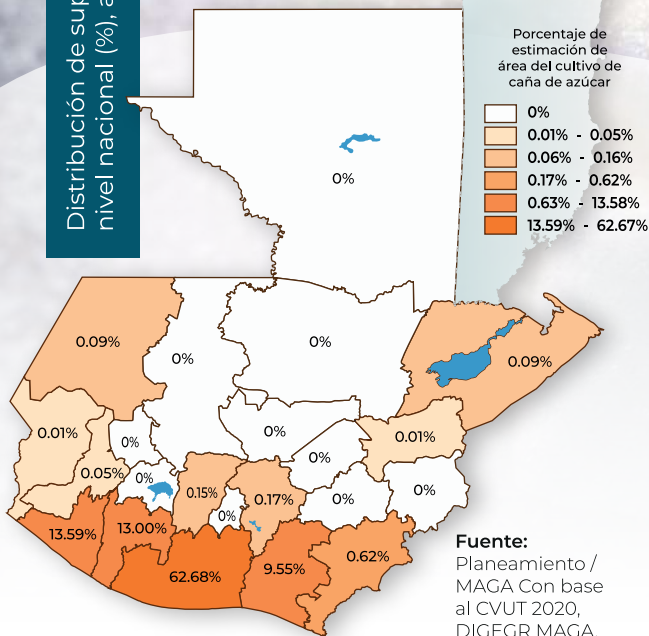 Distribución de sup
nivel nacional (%), a
Porcentaje de
estimación de
área del cultivo de
caña de azúcar
0%
0.01% - 0.05%
0.06% - 0.16%
0.17% - 0.62%
0.63% - 13.58%
13.59% - 62.67%
0%
0.09%
0%
0%
0.09%
0.01%
0%
0%
0.01%
0%
0.05%
0%
0.15%
0%
0.17%
0%
0%
13.59%
13.00%
62.68%
9.55%
0.62%
Fuente:
Planeamiento /
MAGA Con base
al CVUT 2020,
DIGEGR MAGA